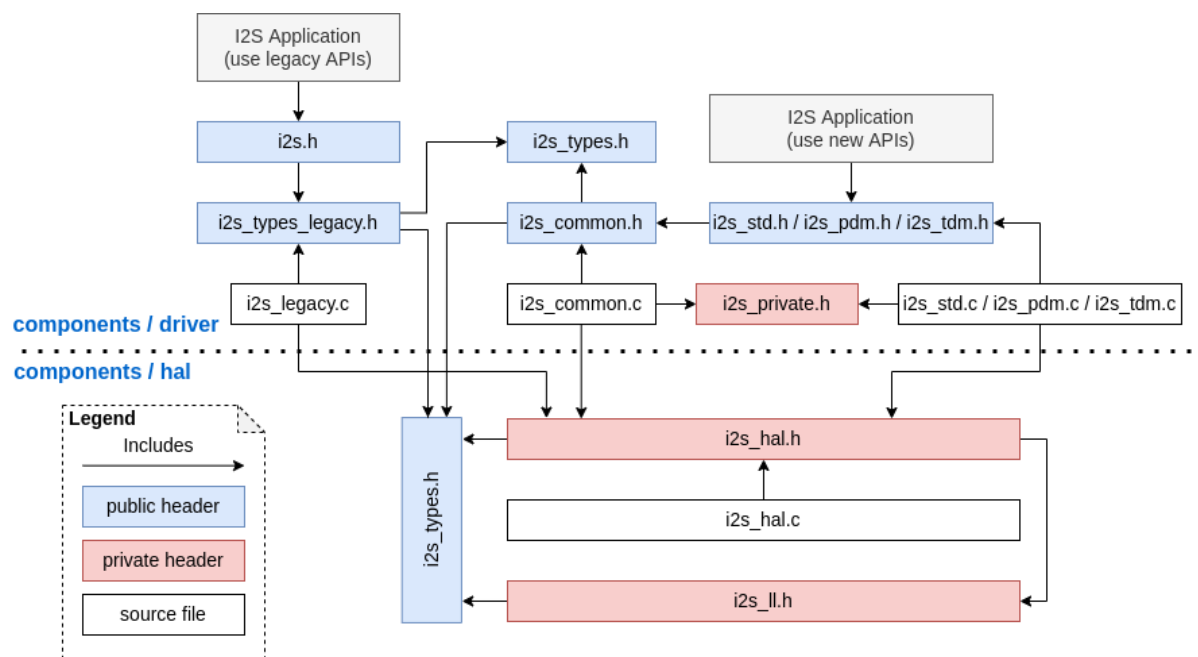 I2S Application
(use legacy APIs)
I2S Application
(use new APIs)
i2s.h
i2s_types.h
i2s_types_legacy.h
i2s_common.h
i2s_std.h / i2s_pdm.h / i2s_tdm.h
i2s_legacy.c
i2s_common.c
i2s_private.h
i2s_std.c / i2s_pdm.c / i2s_tdm.c
components / driver
components / hal
Legend
Includes
public header
private header
source file
i2s_types.h
i2s_hal.h
i2s_hal.c
i2s_ll.h